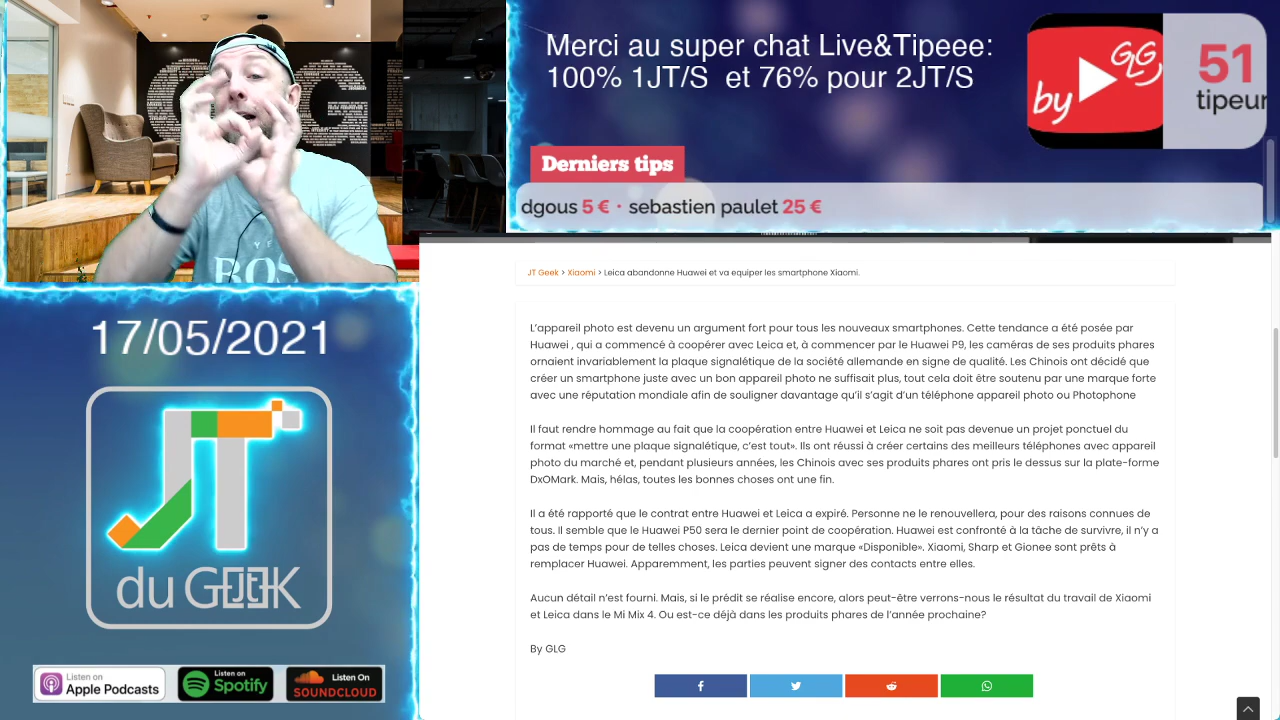 Merci au super chat Live&Tipeee:
100% 1JT/S et 0% pour 2JT/S
by GG
51
tipeur
Derniers tips
dgous 5 € • sebastien paulet 25 €
YE
BOS
17/05/2021
JT
du GEEK
JT
Listen on
Apple Podcasts
Listen on
Spotify
Listen On
SOUNDCLOUD
JT Geek > Xiaomi > Leica abandonne Huawei et va equiper les smartphone Xiaomi.
L’appareil photo est devenu un argument fort pour tous les nouveaux smartphones. Cette tendance a été posée par
Huawei , qui a commencé à coopérer avec Leica et, à commencer par le Huawei P9, les caméras de ses produits phares
ornaient invariablement la plaque signalétique de la société allemande en signe de qualité. Les Chinois ont décidé que
créer un smartphone juste avec un bon appareil photo ne suffisait plus, tout cela doit être soutenu par une marque forte
avec une réputation mondiale afin de souligner davantage qu’il s’agit d’un téléphone appareil photo ou Photophone
Il faut rendre hommage au fait que la coopération entre Huawei et Leica ne soit pas devenue un projet ponctuel du
format «mettre une plaque signalétique, c’est tout». Ils ont réussi à créer certains des meilleurs téléphones avec appareil
photo du marché et, pendant plusieurs années, les Chinois avec ses produits phares ont pris le dessus sur la plate-forme
DxOMark. Mais, hélas, toutes les bonnes choses ont une fin.
Il a été rapporté que le contrat entre Huawei et Leica a expiré. Personne ne le renouvellera, pour des raisons connues de
tous. Il semble que le Huawei P50 sera le dernier point de coopération. Huawei est confronté à la tâche de survivre, il n’y a
pas de temps pour de telles choses. Leica devient une marque «Disponible». Xiaomi, Sharp et Gionee sont prêts à
remplacer Huawei. Apparemment, les parties peuvent signer des contacts entre elles.
Aucun détail n’est fourni. Mais, si le prédit se réalise encore, alors peut-être verrons-nous le résultat du travail de Xiaomi
et Leica dans le Mi Mix 4. Ou est-ce déjà dans les produits phares de l’année prochaine?
By GLG